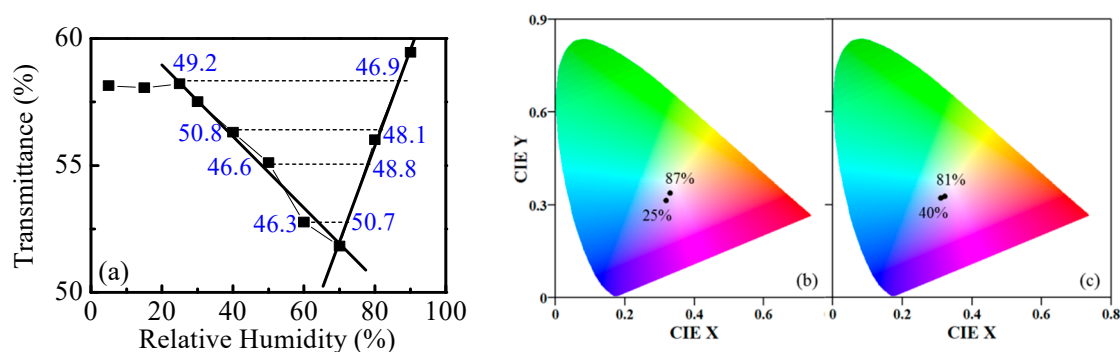 60
55
50
Transmittance (%)
49.2
46.9
50.8
48.1
46.6
48.8
46.3
50.7
(a)
0 20 40 60 80 100
Relative Humidity (%)
0.9
0.6
0.3
0
CIE Y
87%
25%
(b)
0 0.2 0.4 0.6
CIE X
81%
40%
(c)
0 0.2 0.4 0.6 0.8
CIE X